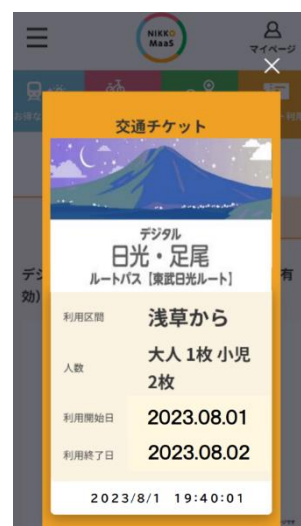 NIKKO
MaaS
マイページ
交通チケット
デジタル
日光・足尾
ルートパス【東武日光ルート】
利用区間
浅草から
人数
大人 1枚 小児
2枚
利用開始日
2023.08.01
利用終了日
2023.08.02
2023/8/1 19:40:01